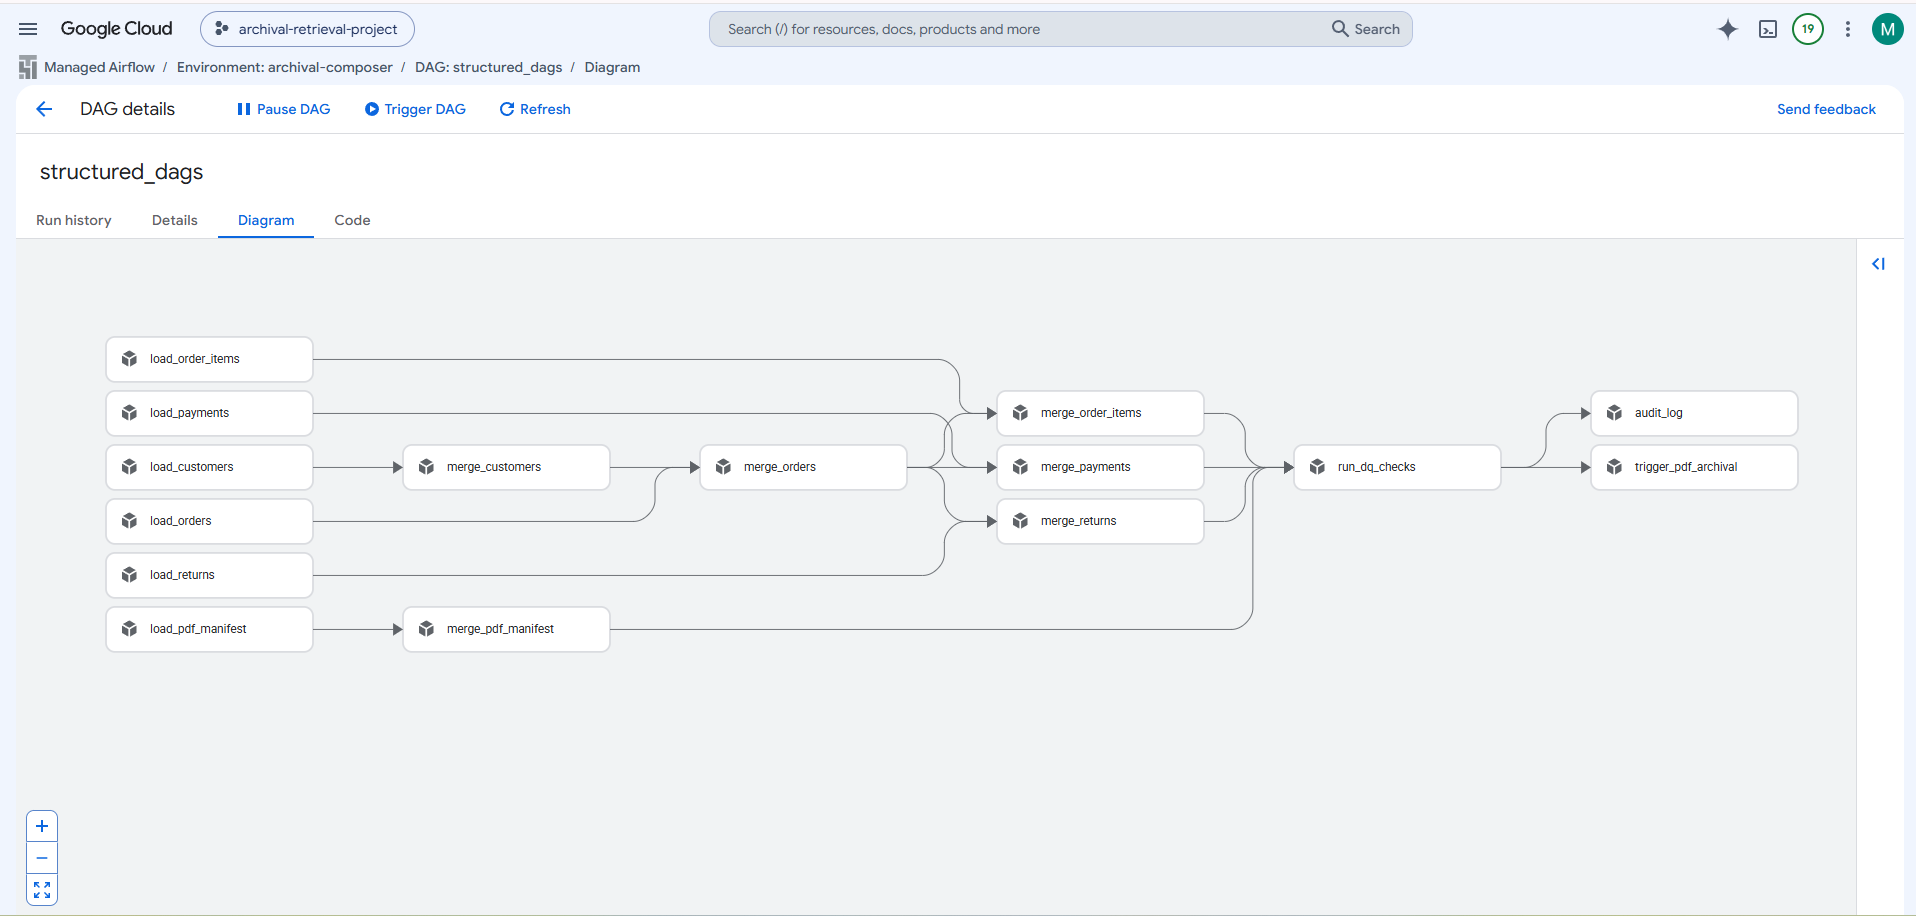 Google Cloud
archival-retrieval-project
Search (/) for resources, docs, products and more
Search
19
M
Managed Airflow / Environment: archival-composer / DAG: structured_dags / Diagram
DAG details
Pause DAG
Trigger DAG
Refresh
Send feedback
structured_dags
Run history
Details
Diagram
Code
load_order_items
load_payments
merge_order_items
audit_log
load_customers
merge_customers
merge_orders
merge_payments
run_dq_checks
trigger_pdf_archival
load_orders
merge_returns
load_returns
load_pdf_manifest
merge_pdf_manifest